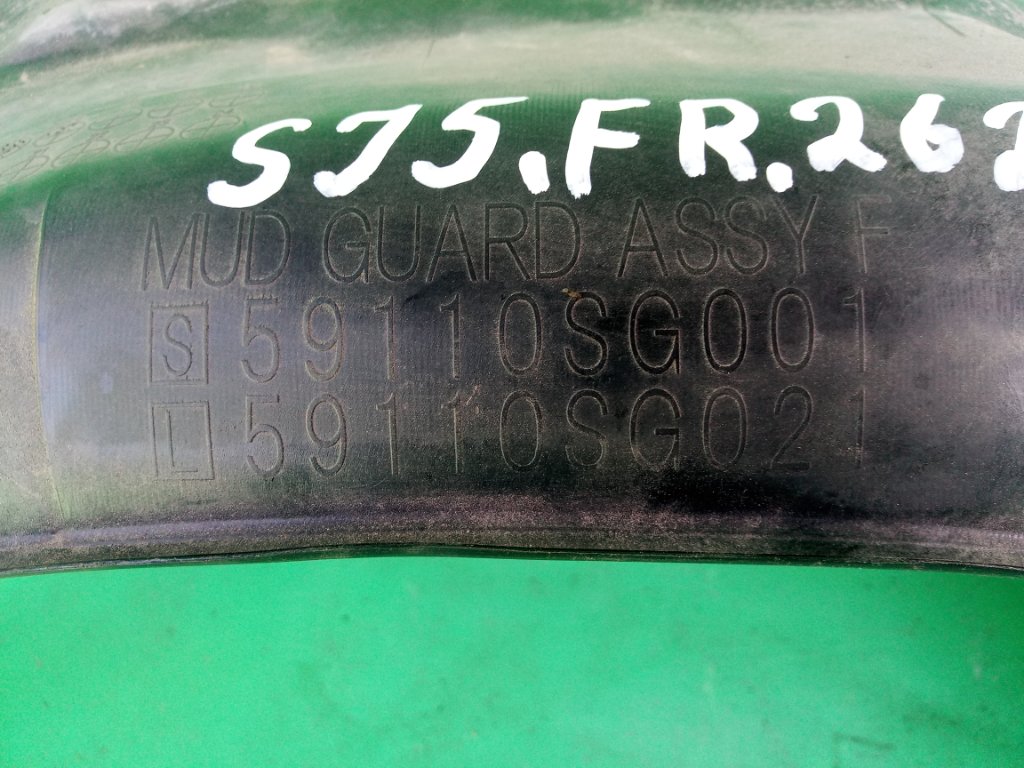 SJ5.FR.26
MUD GUARD ASSY F
S 59110SG001
L 59110SG021